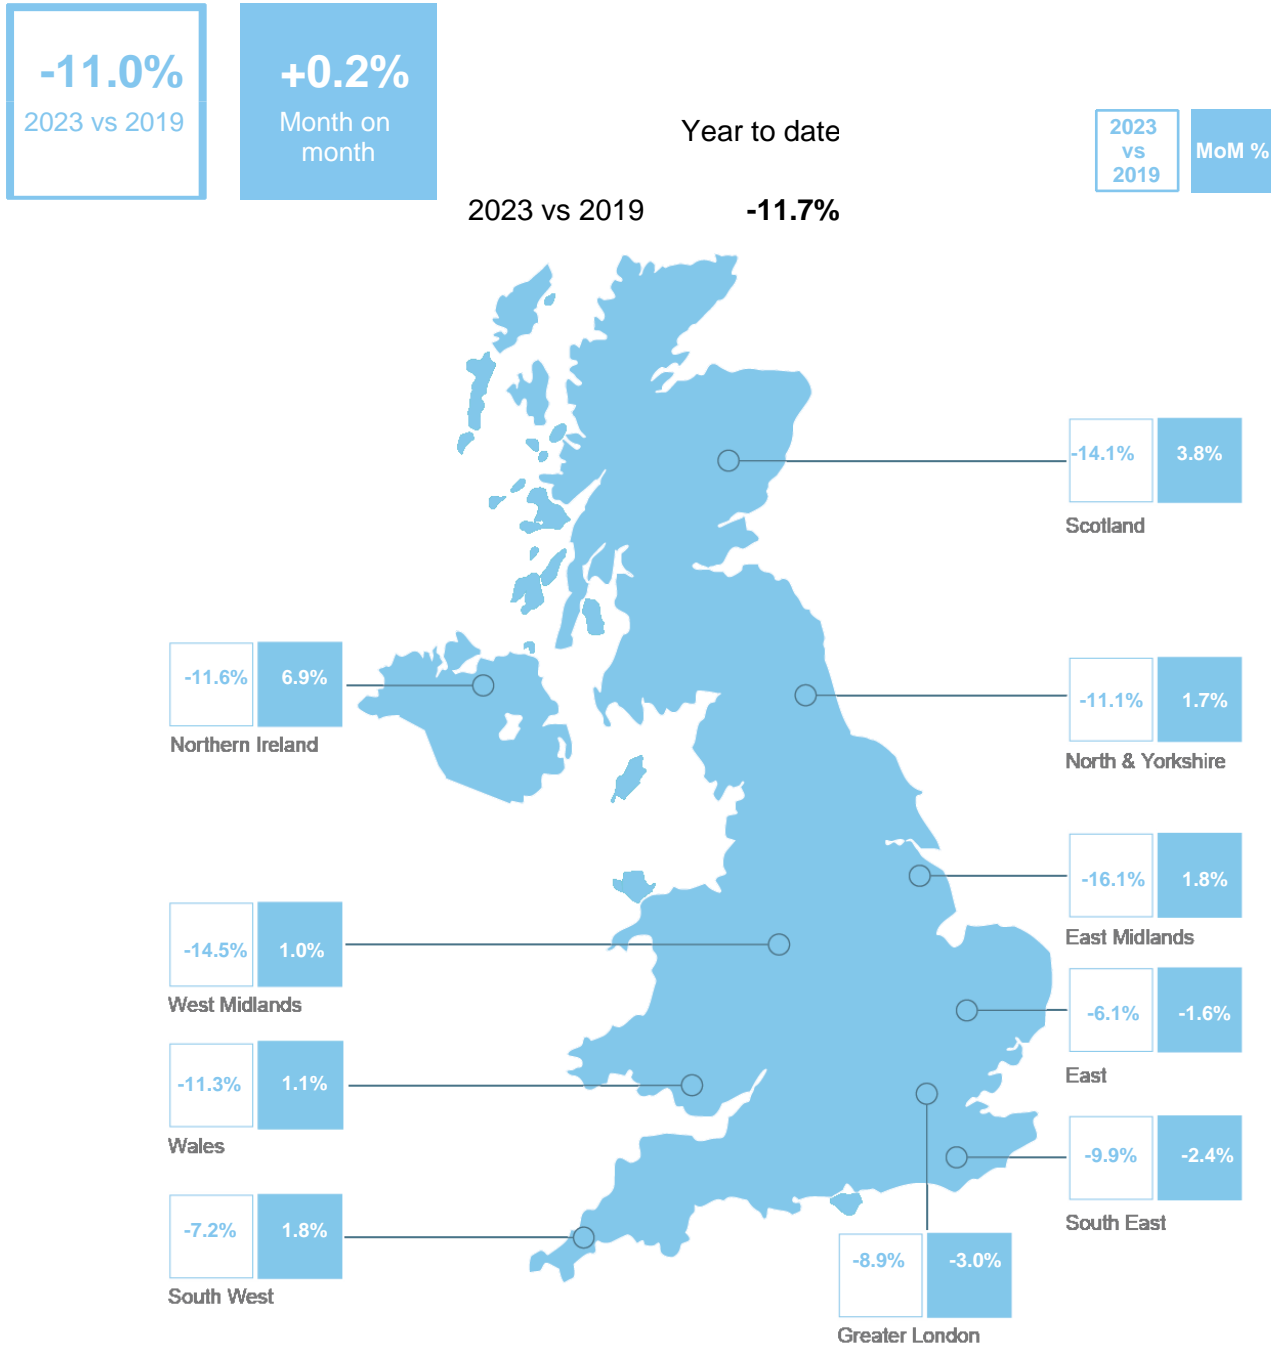 -11.0%
2023 vs 2019
+0.2%
Month on
month
Year to date
2023 vs 2019 -11.7%
2023
vs
2019
MoM %
-14.1% 3.8%
Scotland
-11.6% 6.9%
Northern Ireland
-11.1% 1.7%
North & Yorkshire
-16.1% 1.8%
East Midlands
-14.5% 1.0%
West Midlands
-6.1% -1.6%
East
-11.3% 1.1%
Wales
-9.9% -2.4%
South East
-7.2% 1.8%
South West
-8.9% -3.0%
Greater London